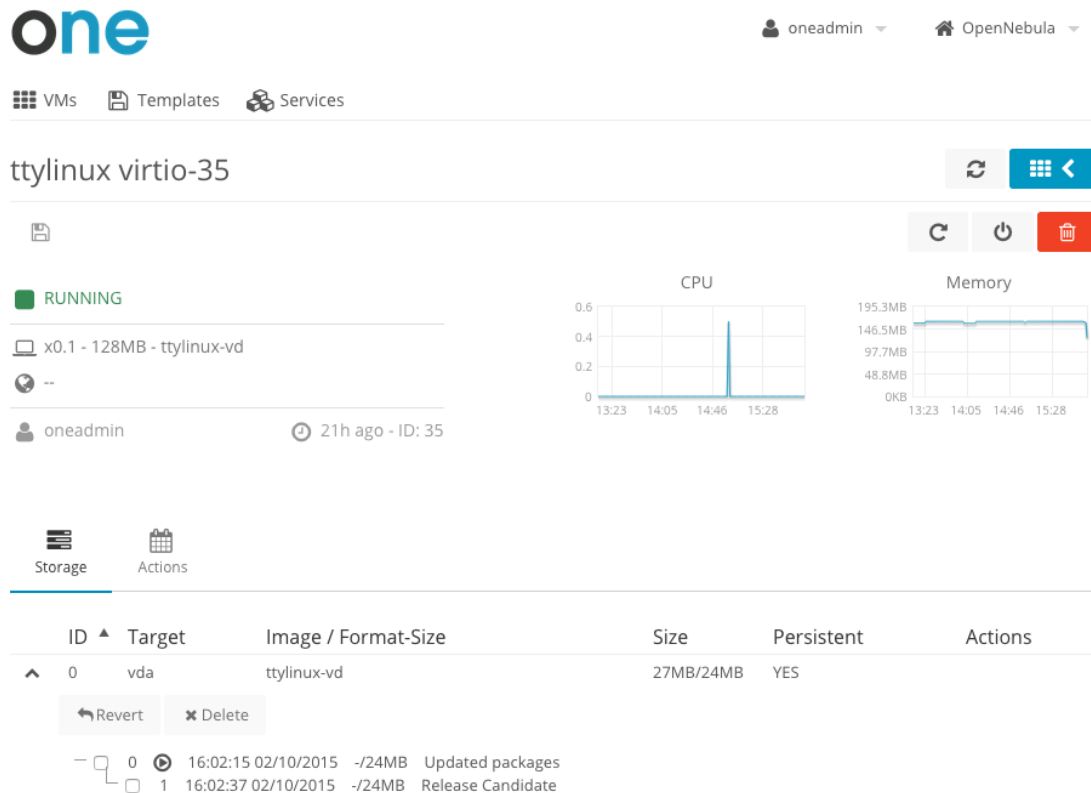 one
oneadmin OpenNebula
VMs Templates Services
ttylinux virtio-35
RUNNING
x0.1 - 128MB - ttylinux-vd
--
oneadmin 21h ago - ID: 35
CPU
0.6
0.4
0.2
0
13:23 14:05 14:46 15:28
Memory
195.3MB
146.5MB
97.7MB
48.8MB
0KB
13:23 14:05 14:46 15:28
Storage Actions
ID Target Image / Format-Size Size Persistent Actions
0 vda ttylinux-vd 27MB/24MB YES
Revert Delete
0 16:02:15 02/10/2015 -/24MB Updated packages
1 16:02:37 02/10/2015 -/24MB Release Candidate